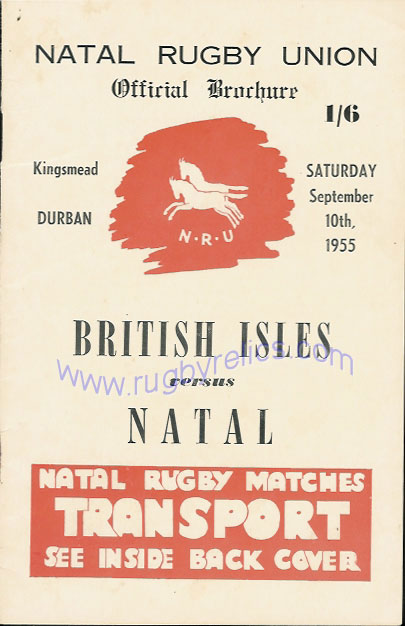 NATAL RUGBY UNION
Official Brochure
1/6
Kingsmead
DURBAN
SATURDAY
September
10th,
1955
N·R·U
BRITISH ISLES
www.rugbyrelics.com
versus
NATAL
NATAL RUGBY MATCHES
TRANSPORT
SEE INSIDE BACK COVER